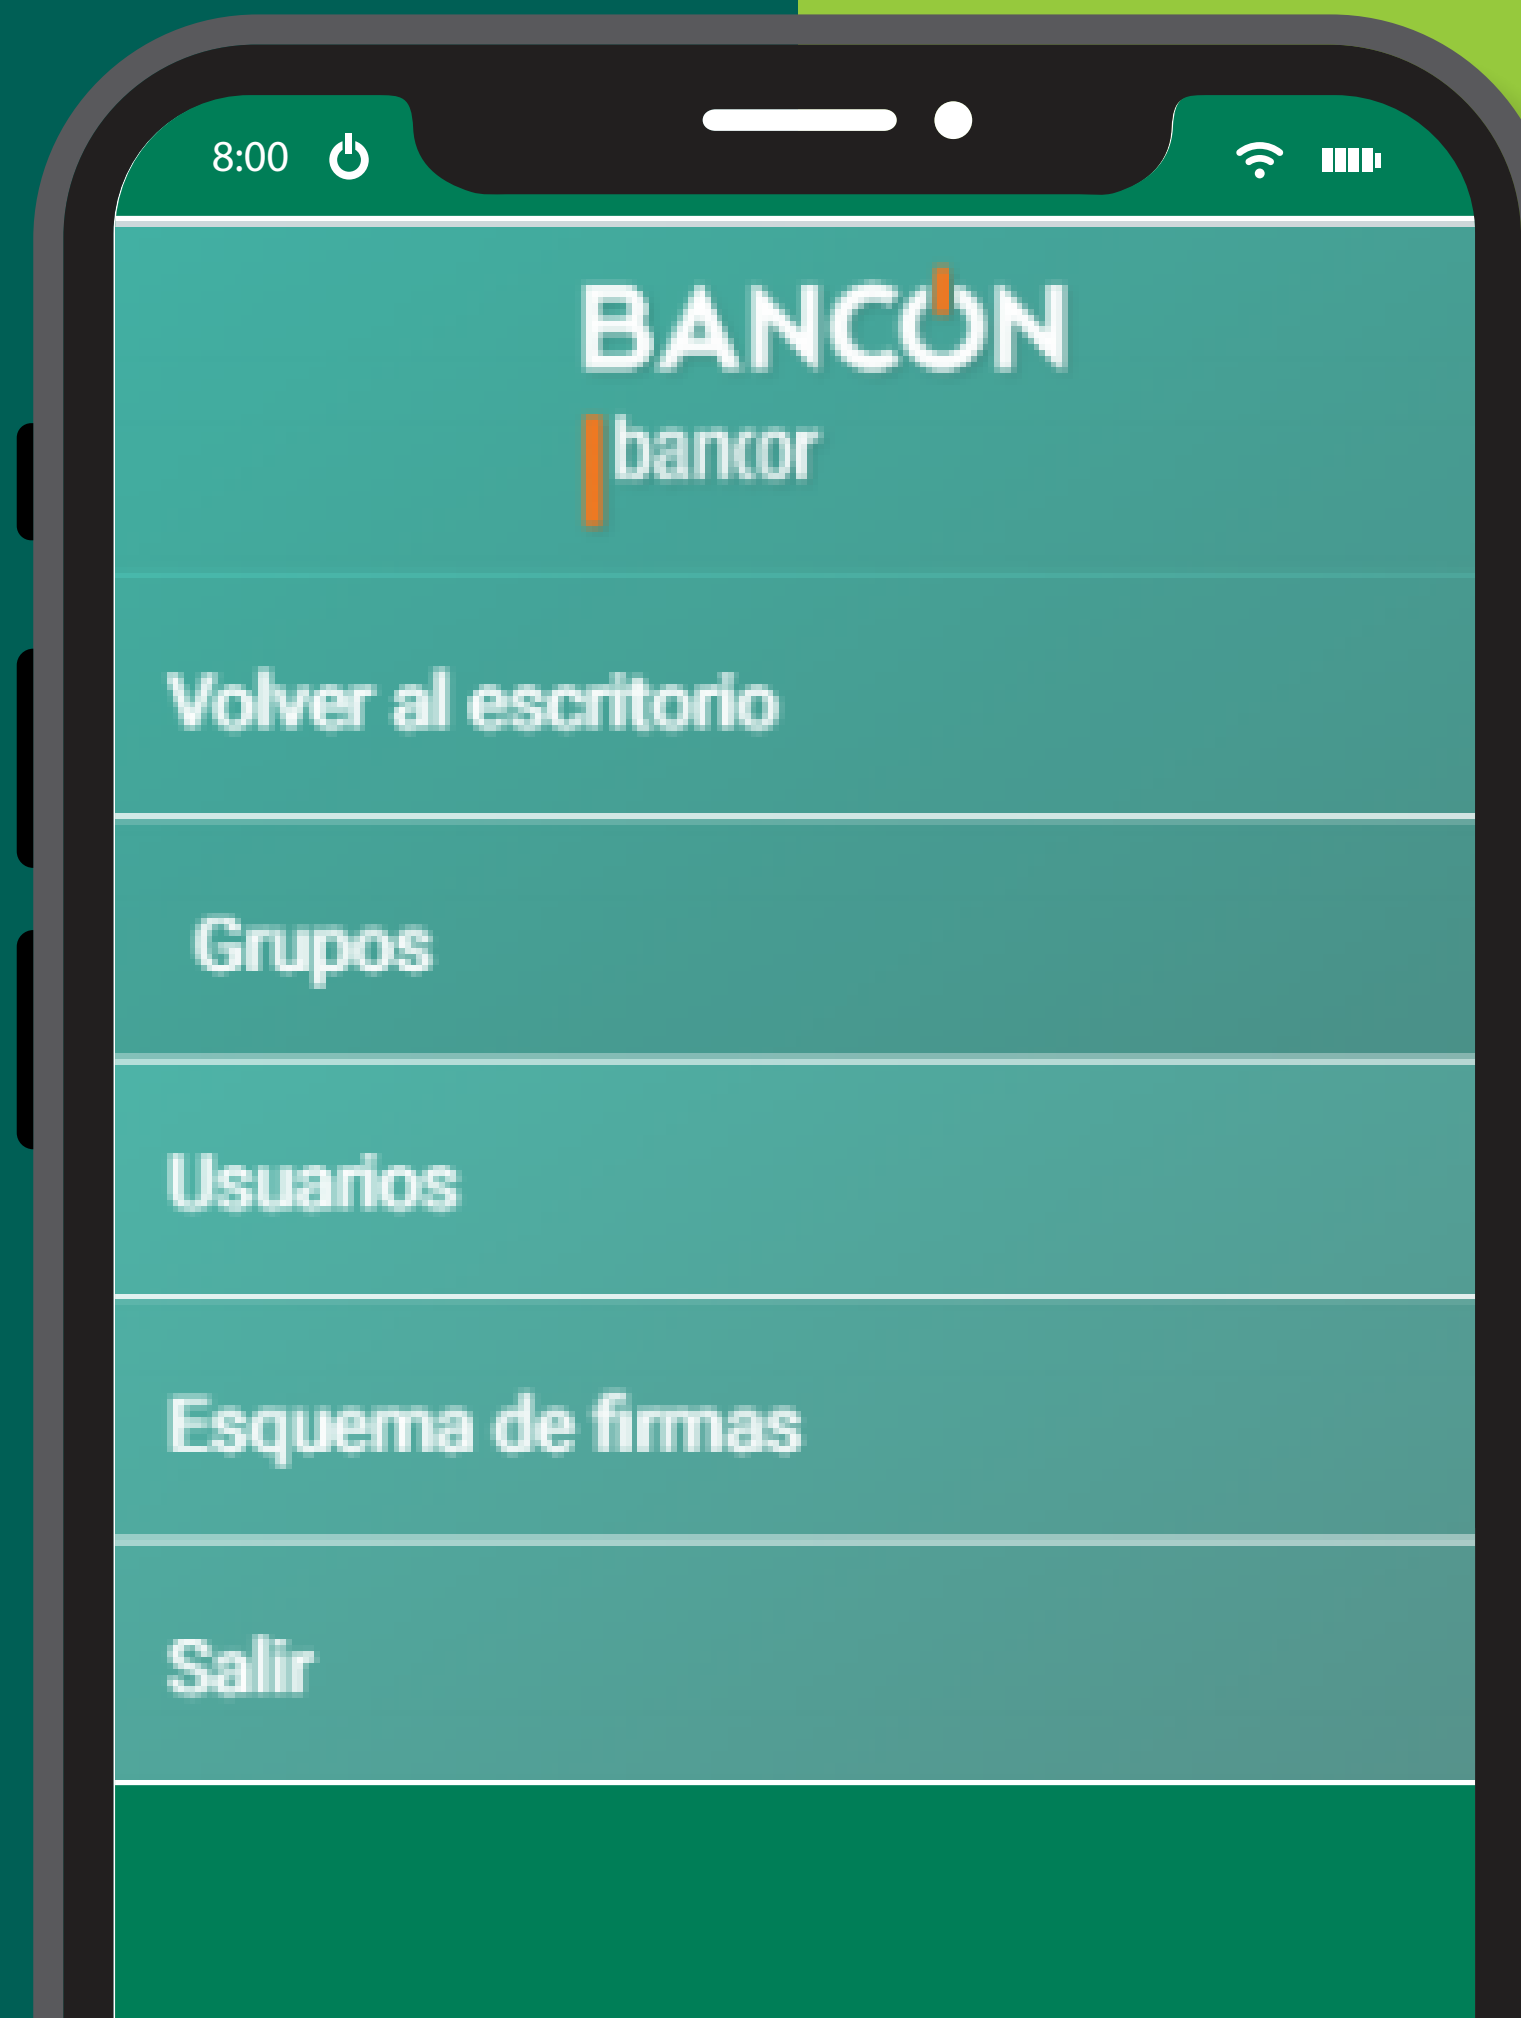 8:00
BANCON
bancor
Volver al escritorio
Grupos
Usuarios
Esquema de firmas
Salir